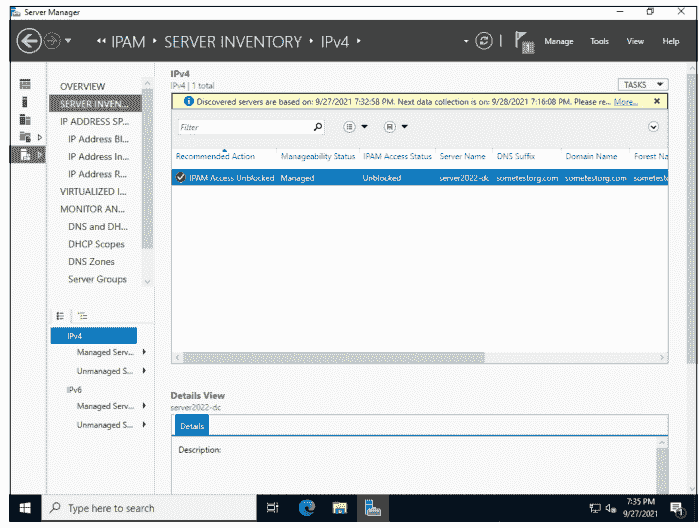 Server Manager
IPAM • SERVER INVENTORY • IPv4
Manage Tools View Help
OVERVIEW
SERVER INVEN...
IP ADDRESS SP...
IP Address Bl...
IP Address In...
IP Address R...
VIRTUALIZED I...
MONITOR AN...
DNS and DH...
DHCP Scopes
DNS Zones
Server Groups
IPv4
Managed Serv...
Unmanaged S...
IPv6
Managed Serv...
Unmanaged S...
IPv4
IPv4 | 1 total
TASKS
Discovered servers are based on: 9/27/2021 7:32:58 PM. Next data collection is on: 9/28/2021 7:16:08 PM. Please re... More...
Filter
Recommended Action Manageability Status IPAM Access Status Server Name DNS Suffix Domain Name Forest Na
IPAM Access Unblocked Managed Unblocked server2022-dc sometestorg.com sometestorg.com sometest
Details View
server2022-dc
Details
Description:
Type here to search
7:35 PM
9/27/2021